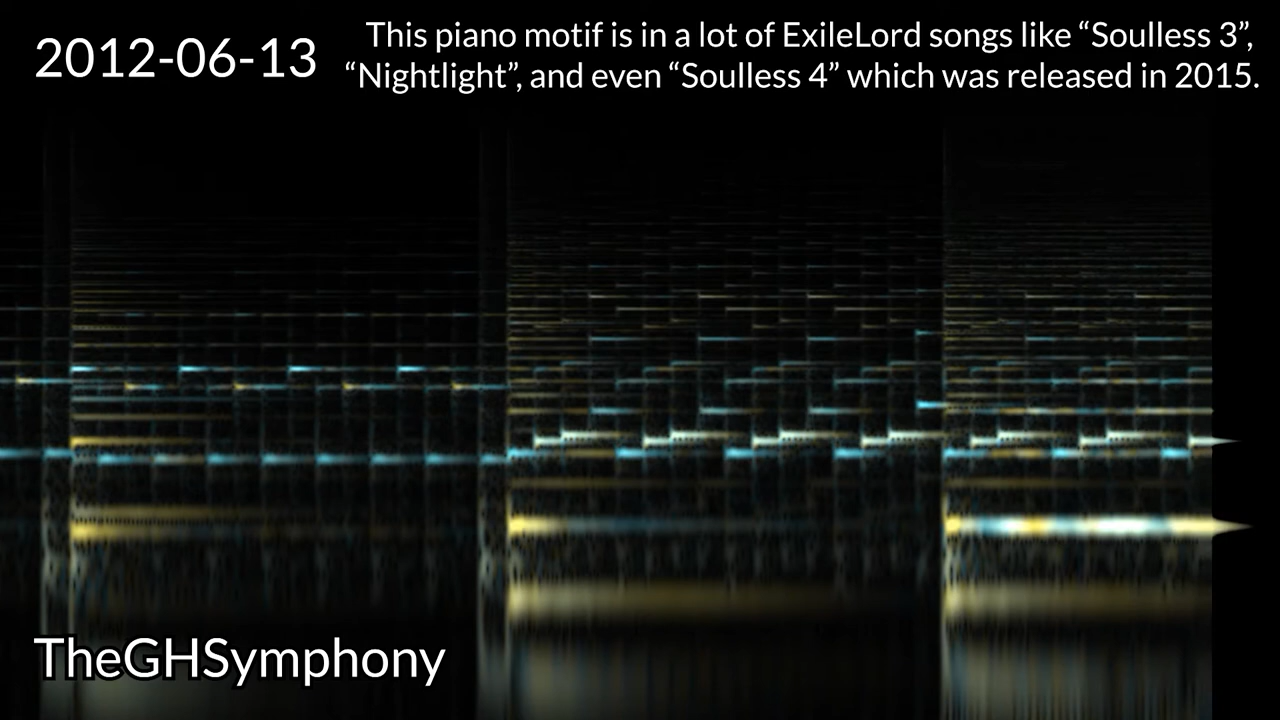 2012-06-13
This piano motif is in a lot of ExileLord songs like “Soulless 3”,
“Nightlight”, and even “Soulless 4” which was released in 2015.
TheGHSymphony